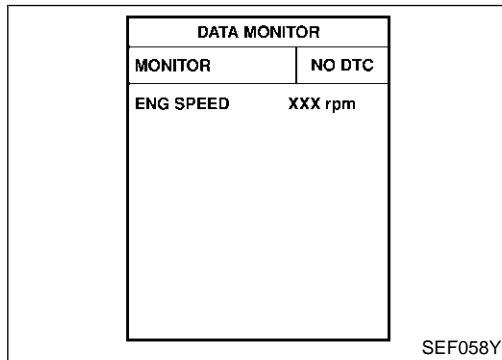 DATA MONITOR
MONITOR NO DTC
ENG SPEED XXX rpm
SEF058Y